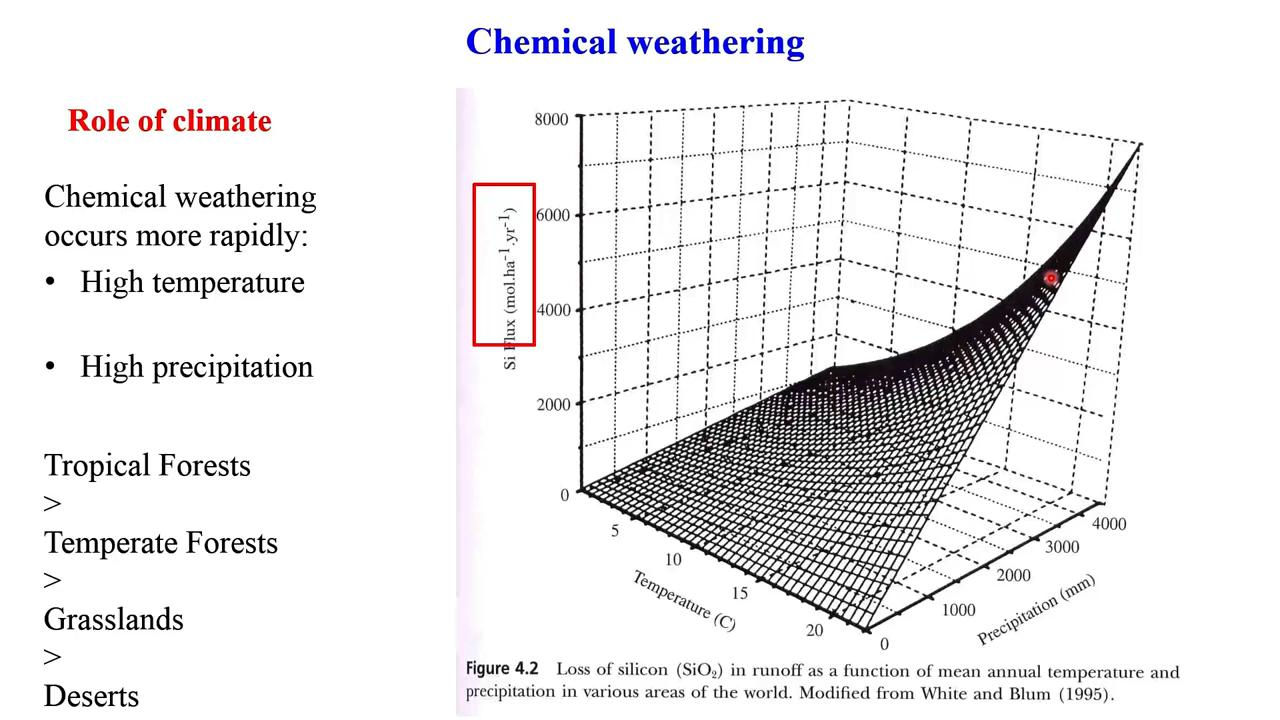 Chemical weathering
Role of climate
Chemical weathering
occurs more rapidly:
• High temperature
• High precipitation
Tropical Forests
>
Temperate Forests
>
Grasslands
>
Deserts
8000
6000
4000
2000
0
Si Flux (mol.ha⁻¹.yr⁻¹)
5
10
15
20
Temperature (C)
0
1000
2000
3000
4000
Precipitation (mm)
Figure 4.2 Loss of silicon (SiO₂) in runoff as a function of mean annual temperature and
precipitation in various areas of the world. Modified from White and Blum (1995).